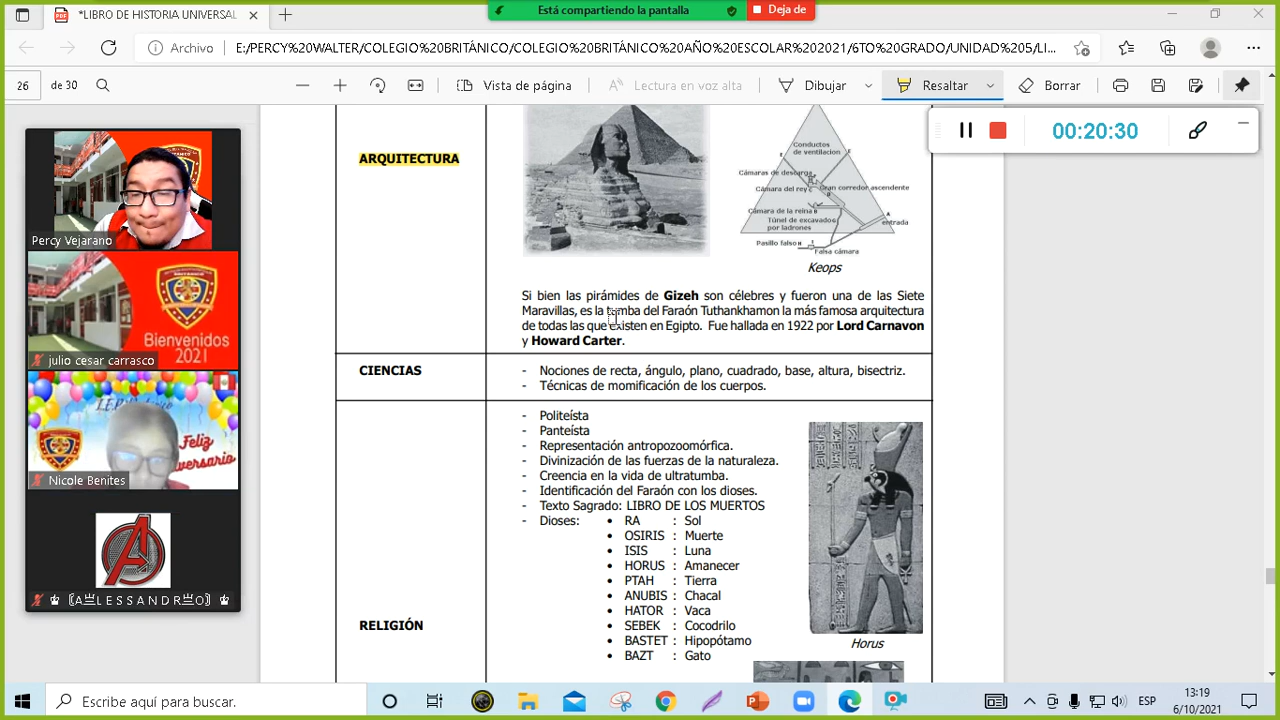 *LIBRO DE HISTORIA UNIVERSAL
Está compartiendo la pantalla
Deja de
Archivo
E:/PERCY%20WALTER/COLEGIO%20BRITÁNICO/COLEGIO%20BRITÁNICO%20AÑO%20ESCOLAR%202021/6TO%20GRADO/UNIDAD%205/LI...
26 de 30
Vista de página
Lectura en voz alta
Dibujar
Resaltar
Borrar
00:20:30
Percy Vejarano
Bienvenidos
2021
julio cesar carrasco
Feliz
Nicole Benites
(A L E S S A N D R O)
ARQUITECTURA
Conductos
de ventilacion
Cámaras de descarga
Cámara del rey
Gran corredor ascendente
Cámara de la reina
Túnel de excavado
por ladrones
entrada
Pasillo falso
Falsa cámara
Keops
Si bien las pirámides de Gizeh son célebres y fueron una de las Siete
Maravillas, es la tumba del Faraón Tuthankhamon la más famosa arquitectura
de todas las que existen en Egipto. Fue hallada en 1922 por Lord Carnavon
y Howard Carter.
CIENCIAS
- Nociones de recta, ángulo, plano, cuadrado, base, altura, bisectriz.
- Técnicas de momificación de los cuerpos.
RELIGIÓN
- Politeísta
- Panteísta
- Representación antropozoomórfica.
- Divinización de las fuerzas de la naturaleza.
- Creencia en la vida de ultratumba.
- Identificación del Faraón con los dioses.
- Texto Sagrado: LIBRO DE LOS MUERTOS
- Dioses: • RA : Sol
• OSIRIS : Muerte
• ISIS : Luna
• HORUS : Amanecer
• PTAH : Tierra
• ANUBIS : Chacal
• HATOR : Vaca
• SEBEK : Cocodrilo
• BASTET : Hipopótamo
• BAZT : Gato
Horus
Escribe aquí para buscar.
ESP
13:19
6/10/2021